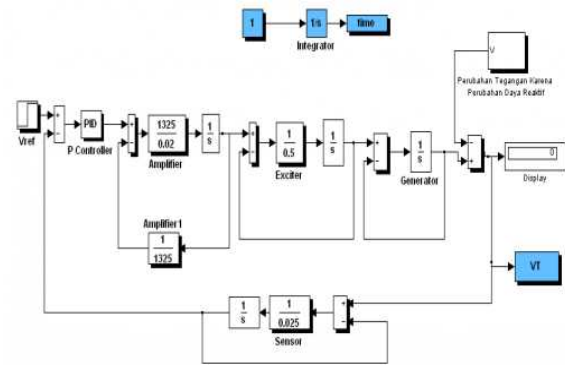 1
1/s
time
Integrator
V
Perubahan Tegangan Karena
Perubahan Daya Reaktif
Vref
+
−
PID
P Controller
+
−
1325
0.02
Amplifier
1
s
+
−
1
0.5
Exciter
1
s
+
−
1
s
Generator
−
+
0
Display
Amplifier1
1
1325
VT
1
s
1
0.025
Sensor
+
−